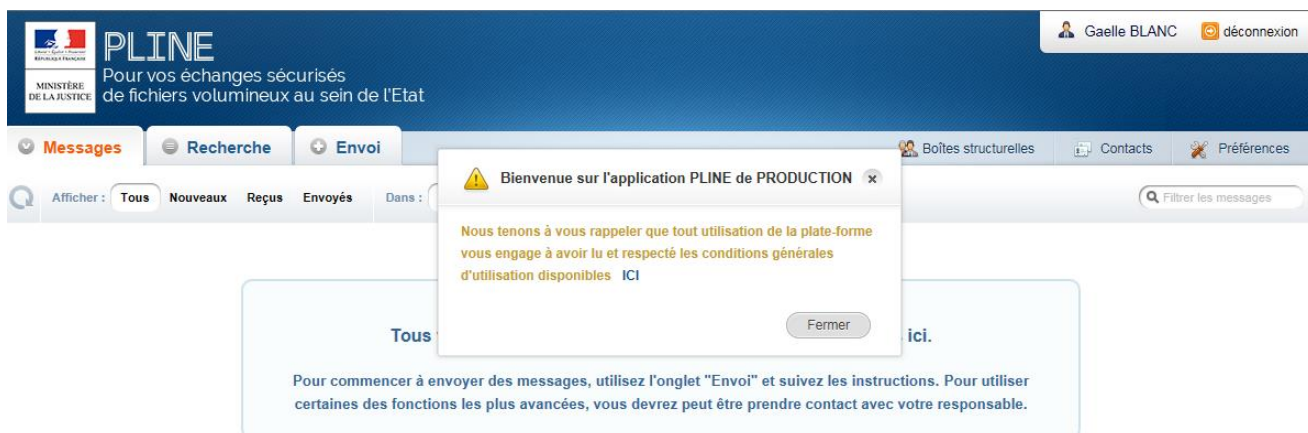 Gaelle BLANC déconnexion
PLINE
Pour vos échanges sécurisés
de fichiers volumineux au sein de l'Etat
RÉPUBLIQUE FRANÇAISE
MINISTÈRE
DE LA JUSTICE
Messages Recherche Envoi Boîtes structurelles Contacts Préférences
Afficher : Tous Nouveaux Reçus Envoyés Dans : Filtrer les messages
Bienvenue sur l'application PLINE de PRODUCTION
Nous tenons à vous rappeler que tout utilisation de la plate-forme
vous engage à avoir lu et respecté les conditions générales
d'utilisation disponibles ICI
Fermer
Tous ici.
Pour commencer à envoyer des messages, utilisez l'onglet "Envoi" et suivez les instructions. Pour utiliser
certaines des fonctions les plus avancées, vous devrez peut être prendre contact avec votre responsable.